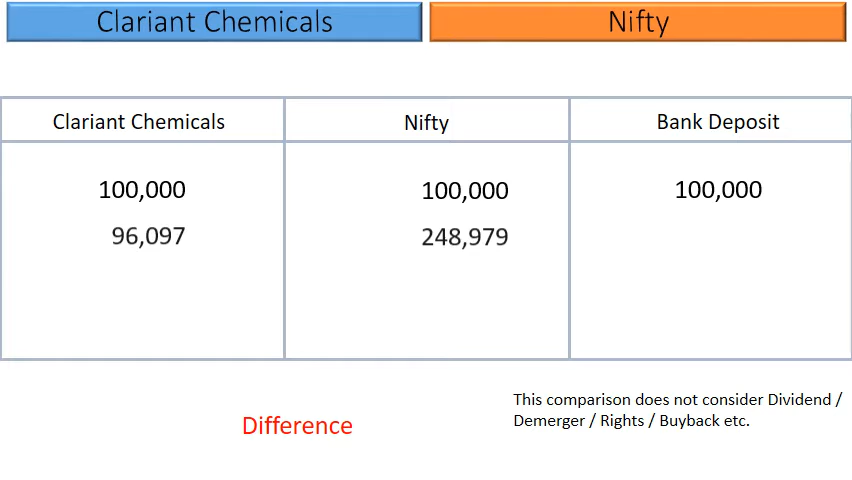 Clariant Chemicals
Nifty
Clariant Chemicals
Nifty
Bank Deposit
100,000
100,000
100,000
96,097
248,979
This comparison does not consider Dividend /
Demerger / Rights / Buyback etc.
Difference